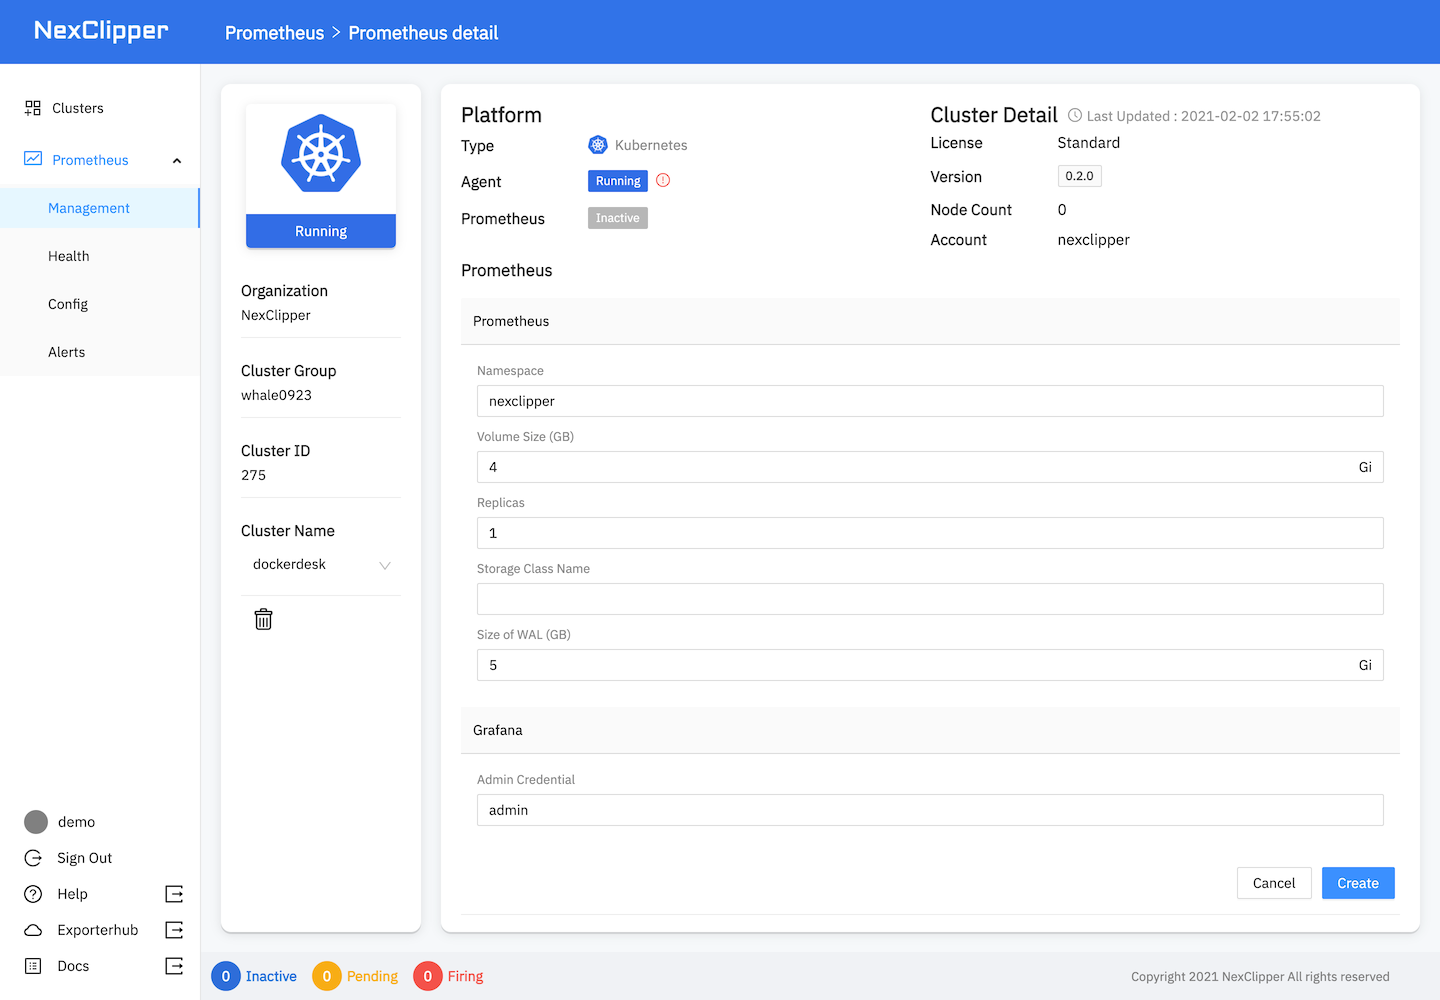 NexClipper
Prometheus > Prometheus detail
Clusters
Prometheus
Management
Health
Config
Alerts
demo
Sign Out
Help
Exporterhub
Docs
Running
Organization
NexClipper
Cluster Group
whale0923
Cluster ID
275
Cluster Name
dockerdesk
Platform
Type
Kubernetes
Agent
Running
Prometheus
Inactive
Cluster Detail Last Updated : 2021-02-02 17:55:02
License Standard
Version 0.2.0
Node Count 0
Account nexclipper
Prometheus
Prometheus
Namespace
nexclipper
Volume Size (GB)
4 Gi
Replicas
1
Storage Class Name
Size of WAL (GB)
5 Gi
Grafana
Admin Credential
admin
Cancel Create
0 Inactive 0 Pending 0 Firing
Copyright 2021 NexClipper All rights reserved